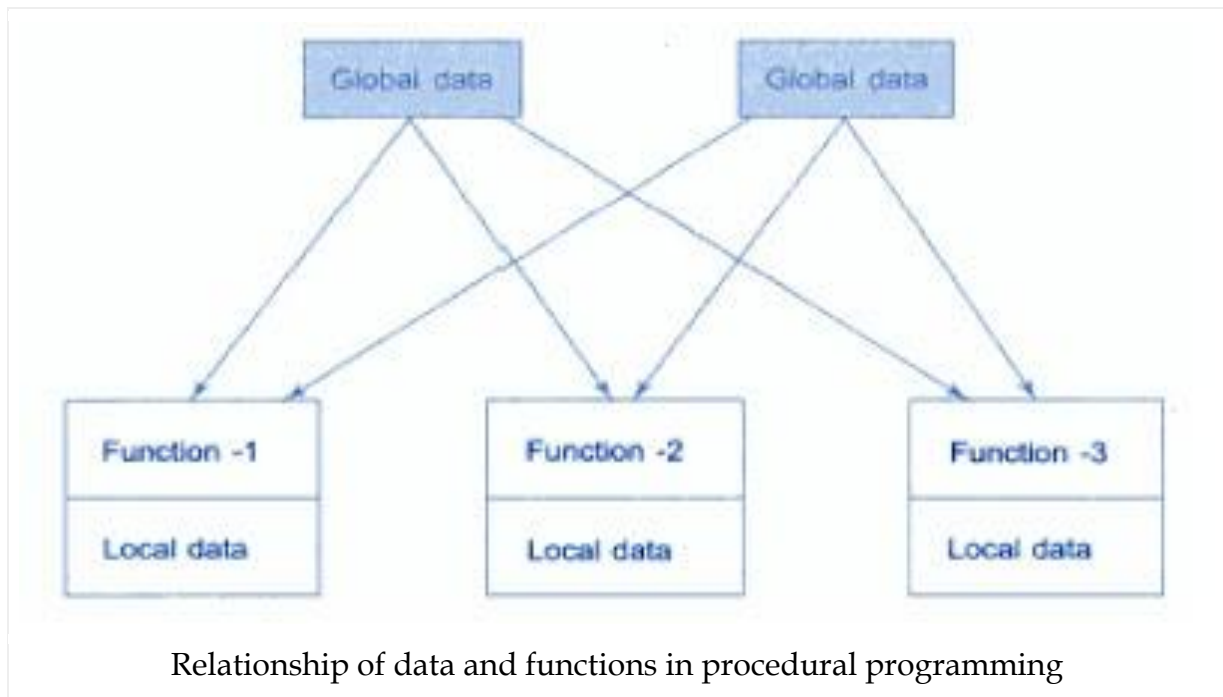 Global data
Global data
Function -1
Function -2
Function -3
Local data
Local data
Local data
Relationship of data and functions in procedural programming